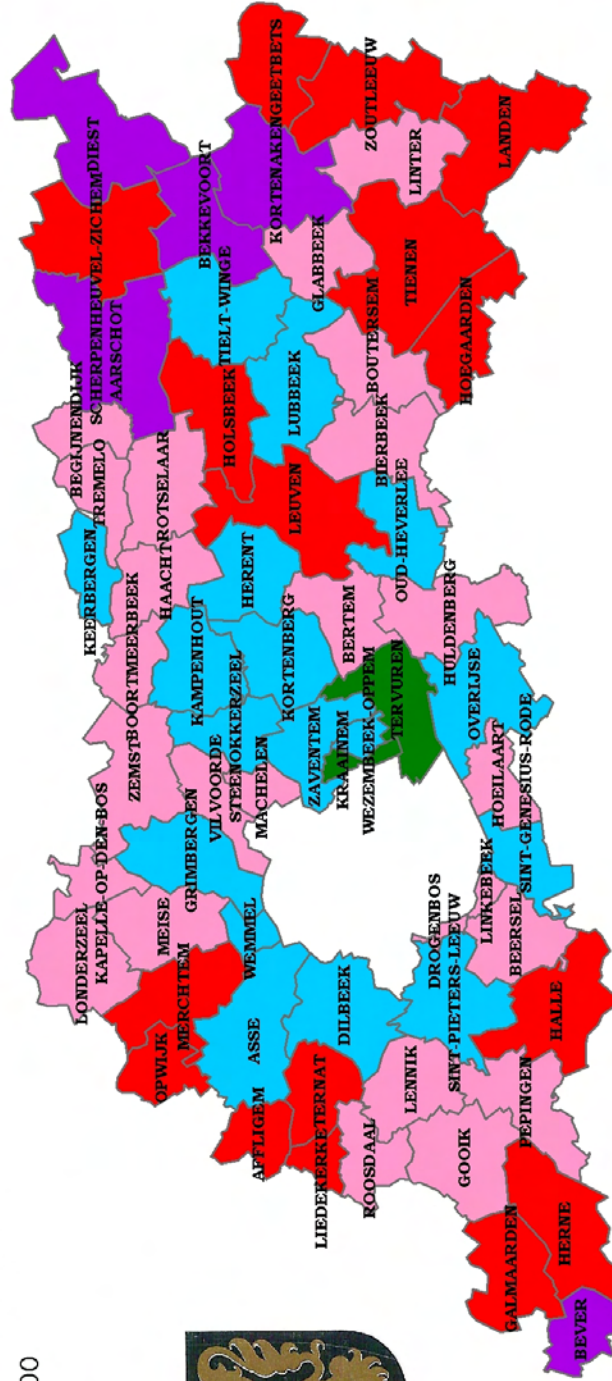 00
LONDERZEEL
BEGIJNENDIJK
KEERBERGEN
DIEST
SCHERPENHEUVEL-ZICHEM
TREMELO
KAPELLE-OP-DEN-BOS
AARSCHOT
BOORTMEERBEEK
ZEMST
OPWIJK
MEISE
ROTSELAAR
HAACHT
MERCHTEM
GRIMBERGEN
KAMPENHOUT
BEKKEVOORT
VILVOORDE
TIELT-WINGE
HOLSBEEK
STEENOKKERZEEL
WEMMEL
HERENT
ASSE
AFFLIGEM
MACHELEN
KORTENAKEN
GEETBETS
KORTENBERG
LEUVEN
LUBBEEK
ZAVENTEM
GLABBEEK
LIEDEKERKE
TERNAT
KRAAINEM
DILBEEK
BERTEM
ROOSDAAL
WEZEMBEEK-OPPEM
ZOUTLEEUW
BOUTERSEM
BIERBEEK
TERVUREN
OUD-HEVERLEE
LENNIK
TIENEN
LINTER
DROGENBOS
HULDENBERG
SINT-PIETERS-LEEUW
GOOIK
HOEGAARDEN
OVERIJSE
LINKEBEEK
HOEILAART
LANDEN
GALMAARDEN
BEERSEL
SINT-GENESIUS-RODE
PEPINGEN
HALLE
HERNE
BEVER